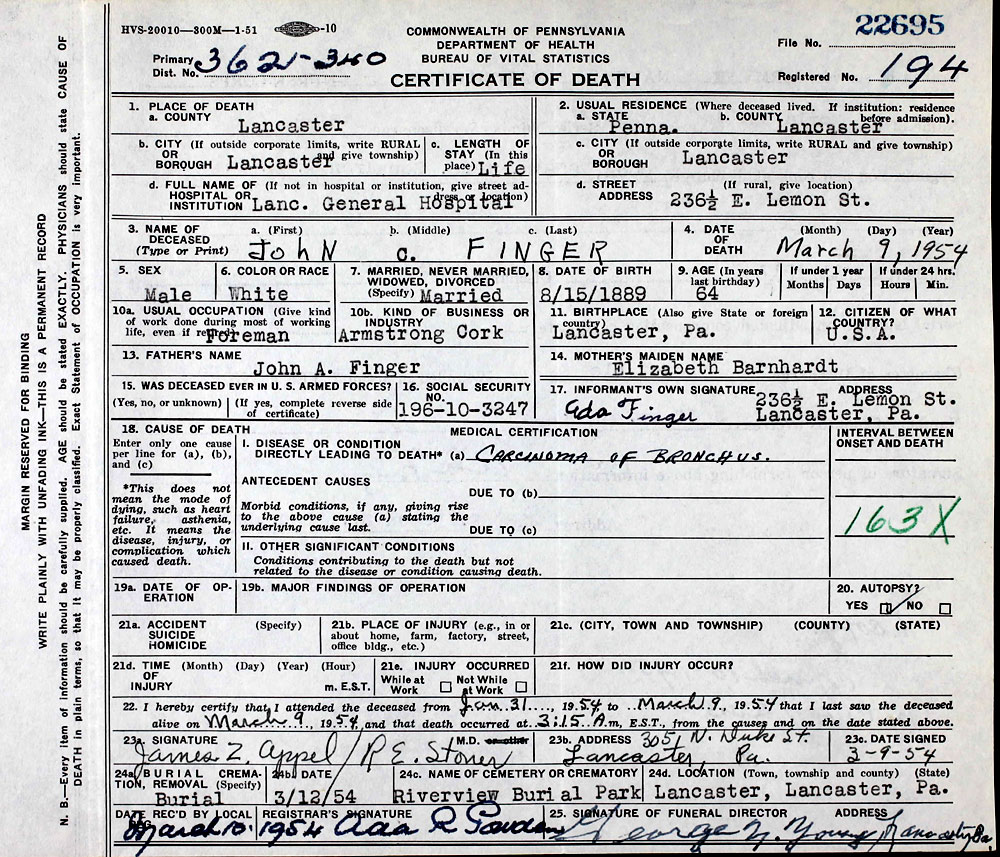 HVS-20010—300M—1-51 -10
COMMONWEALTH OF PENNSYLVANIA
DEPARTMENT OF HEALTH
BUREAU OF VITAL STATISTICS
CERTIFICATE OF DEATH
File No. 22695
Primary
Dist. No. 3621-340
Registered No. 194
1. PLACE OF DEATH
a. COUNTY
Lancaster
b. CITY (If outside corporate limits, write RURAL
OR and give township)
BOROUGH Lancaster
c. LENGTH OF
STAY (In this
place) Life
d. FULL NAME OF (If not in hospital or institution, give street ad-
HOSPITAL OR dress or location)
INSTITUTION Lanc. General Hospital
2. USUAL RESIDENCE (Where deceased lived. If institution: residence
before admission).
a. STATE b. COUNTY
Penna. Lancaster
c. CITY (If outside corporate limits, write RURAL and give township)
OR
BOROUGH Lancaster
d. STREET (If rural, give location)
ADDRESS 236½ E. Lemon St.
3. NAME OF a. (First) b. (Middle) c. (Last)
DECEASED
(Type or Print) JOHN C. FINGER
4. DATE (Month) (Day) (Year)
OF
DEATH March 9, 1954
5. SEX
Male
6. COLOR OR RACE
White
7. MARRIED, NEVER MARRIED,
WIDOWED, DIVORCED
(Specify) Married
8. DATE OF BIRTH
8/15/1889
9. AGE (In years
last birthday)
64
If under 1 year
Months Days
If under 24 hrs.
Hours Min.
10a. USUAL OCCUPATION (Give kind
of work done during most of working
life, even if retired)
Foreman
10b. KIND OF BUSINESS OR
INDUSTRY
Armstrong Cork
11. BIRTHPLACE (Also give State or foreign
country)
Lancaster, Pa.
12. CITIZEN OF WHAT
COUNTRY?
U.S.A.
13. FATHER'S NAME
John A. Finger
14. MOTHER'S MAIDEN NAME
Elizabeth Barnhardt
15. WAS DECEASED EVER IN U. S. ARMED FORCES?
(Yes, no, or unknown) (If yes, complete reverse side
of certificate)
16. SOCIAL SECURITY
NO.
196-10-3247
17. INFORMANT'S OWN SIGNATURE ADDRESS
Ada Finger 236½ E. Lemon St.
Lancaster, Pa.
18. CAUSE OF DEATH
Enter only one cause
per line for (a), (b),
and (c)
*This does not
mean the mode of
dying, such as heart
failure, asthenia,
etc. It means the
disease, injury, or
complication which
caused death.
MEDICAL CERTIFICATION
I. DISEASE OR CONDITION
DIRECTLY LEADING TO DEATH* (a) CARCINOMA OF BRONCHUS.
ANTECEDENT CAUSES
DUE TO (b)
Morbid conditions, if any, giving rise
to the above cause (a) stating the
underlying cause last. DUE TO (c)
II. OTHER SIGNIFICANT CONDITIONS
Conditions contributing to the death but not
related to the disease or condition causing death.
INTERVAL BETWEEN
ONSET AND DEATH
163X
19a. DATE OF OP-
ERATION
19b. MAJOR FINDINGS OF OPERATION
20. AUTOPSY?
YES NO
21a. ACCIDENT (Specify)
SUICIDE
HOMICIDE
21b. PLACE OF INJURY (e.g., in or
about home, farm, factory, street,
office bldg., etc.)
21c. (CITY, TOWN AND TOWNSHIP) (COUNTY) (STATE)
21d. TIME (Month) (Day) (Year) (Hour)
OF
INJURY m. E.S.T.
21e. INJURY OCCURRED
While at Not While
Work at Work
21f. HOW DID INJURY OCCUR?
22. I hereby certify that I attended the deceased from Jan. 31, 1954 to March 9, 1954 that I last saw the deceased
alive on March 9, 1954, and that death occurred at 3:15 A.m, E.S.T., from the causes and on the date stated above.
23a. SIGNATURE M.D. or other
James Z. Appel / R E. Stoner
23b. ADDRESS 305 N. Duke St.
Lancaster, Pa.
23c. DATE SIGNED
3-9-54
24a. BURIAL CREMA-
TION, REMOVAL (Specify)
Burial
24b. DATE
3/12/54
24c. NAME OF CEMETERY OR CREMATORY
Riverview Burial Park
24d. LOCATION (Town, township and county) (State)
Lancaster, Lancaster, Pa.
DATE REC'D BY LOCAL
REG.
March 10, 1954
REGISTRAR'S SIGNATURE
Ada R
25. SIGNATURE OF FUNERAL DIRECTOR ADDRESS
George N. Young, Lancaster, Pa.
MARGIN RESERVED FOR BINDING
WRITE PLAINLY WITH UNFADING INK—THIS IS A PERMANENT RECORD
N. B.—Every item of information should be carefully supplied. AGE should be stated EXACTLY. PHYSICIANS should state CAUSE OF
DEATH in plain terms, so that it may be properly classified. Exact Statement of OCCUPATION is very important.